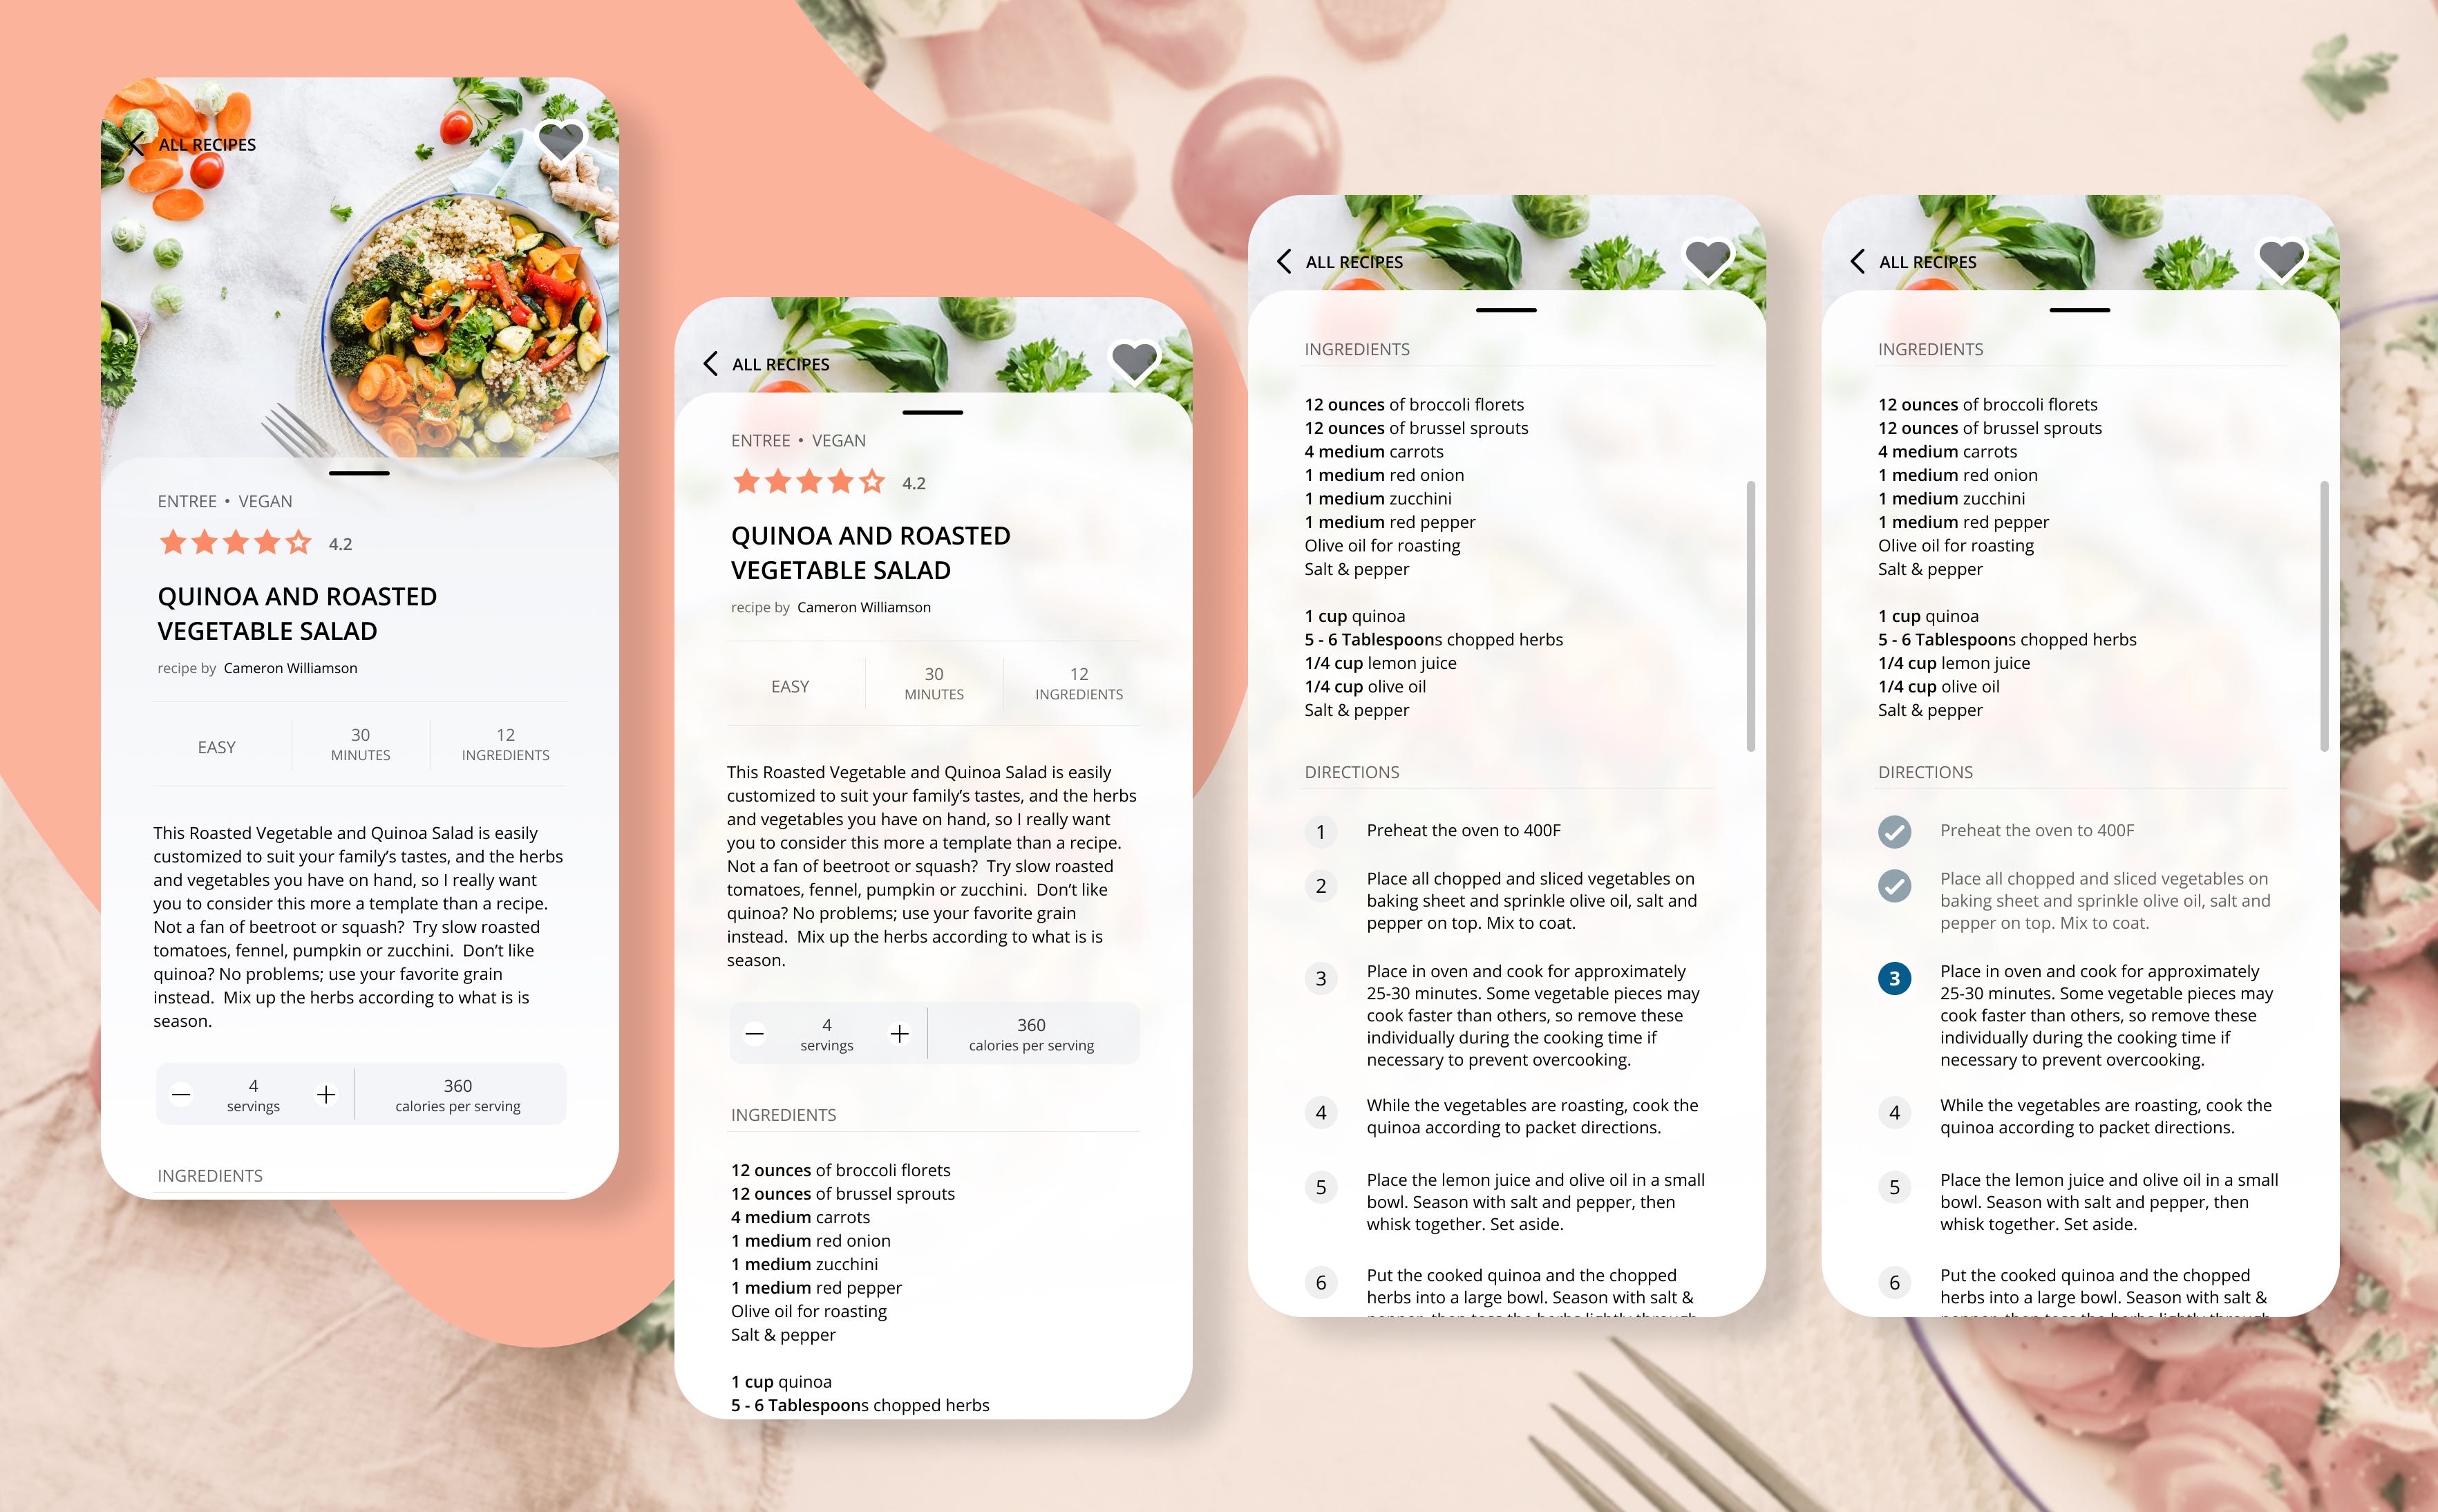 ALL RECIPES
ENTREE • VEGAN
4.2
QUINOA AND ROASTED
VEGETABLE SALAD
recipe by Cameron Williamson
EASY
30
MINUTES
12
INGREDIENTS
This Roasted Vegetable and Quinoa Salad is easily
customized to suit your family’s tastes, and the herbs
and vegetables you have on hand, so I really want
you to consider this more a template than a recipe.
Not a fan of beetroot or squash?  Try slow roasted
tomatoes, fennel, pumpkin or zucchini.  Don’t like
quinoa? No problems; use your favorite grain
instead.  Mix up the herbs according to what is is
season.
4
servings
360
calories per serving
INGREDIENTS
ALL RECIPES
ENTREE • VEGAN
4.2
QUINOA AND ROASTED
VEGETABLE SALAD
recipe by Cameron Williamson
EASY
30
MINUTES
12
INGREDIENTS
This Roasted Vegetable and Quinoa Salad is easily
customized to suit your family’s tastes, and the herbs
and vegetables you have on hand, so I really want
you to consider this more a template than a recipe.
Not a fan of beetroot or squash?  Try slow roasted
tomatoes, fennel, pumpkin or zucchini.  Don’t like
quinoa? No problems; use your favorite grain
instead.  Mix up the herbs according to what is is
season.
4
servings
360
calories per serving
INGREDIENTS
12 ounces of broccoli florets
12 ounces of brussel sprouts
4 medium carrots
1 medium red onion
1 medium zucchini
1 medium red pepper
Olive oil for roasting
Salt & pepper
1 cup quinoa
5 - 6 Tablespoons chopped herbs
ALL RECIPES
INGREDIENTS
12 ounces of broccoli florets
12 ounces of brussel sprouts
4 medium carrots
1 medium red onion
1 medium zucchini
1 medium red pepper
Olive oil for roasting
Salt & pepper
1 cup quinoa
5 - 6 Tablespoons chopped herbs
1/4 cup lemon juice
1/4 cup olive oil
Salt & pepper
DIRECTIONS
1 Preheat the oven to 400F
2 Place all chopped and sliced vegetables on
baking sheet and sprinkle olive oil, salt and
pepper on top. Mix to coat.
3 Place in oven and cook for approximately
25-30 minutes. Some vegetable pieces may
cook faster than others, so remove these
individually during the cooking time if
necessary to prevent overcooking.
4 While the vegetables are roasting, cook the
quinoa according to packet directions.
5 Place the lemon juice and olive oil in a small
bowl. Season with salt and pepper, then
whisk together. Set aside.
6 Put the cooked quinoa and the chopped
herbs into a large bowl. Season with salt &
pepper, then toss the herbs lightly through
ALL RECIPES
INGREDIENTS
12 ounces of broccoli florets
12 ounces of brussel sprouts
4 medium carrots
1 medium red onion
1 medium zucchini
1 medium red pepper
Olive oil for roasting
Salt & pepper
1 cup quinoa
5 - 6 Tablespoons chopped herbs
1/4 cup lemon juice
1/4 cup olive oil
Salt & pepper
DIRECTIONS
Preheat the oven to 400F
Place all chopped and sliced vegetables on
baking sheet and sprinkle olive oil, salt and
pepper on top. Mix to coat.
3 Place in oven and cook for approximately
25-30 minutes. Some vegetable pieces may
cook faster than others, so remove these
individually during the cooking time if
necessary to prevent overcooking.
4 While the vegetables are roasting, cook the
quinoa according to packet directions.
5 Place the lemon juice and olive oil in a small
bowl. Season with salt and pepper, then
whisk together. Set aside.
6 Put the cooked quinoa and the chopped
herbs into a large bowl. Season with salt &
pepper, then toss the herbs lightly through